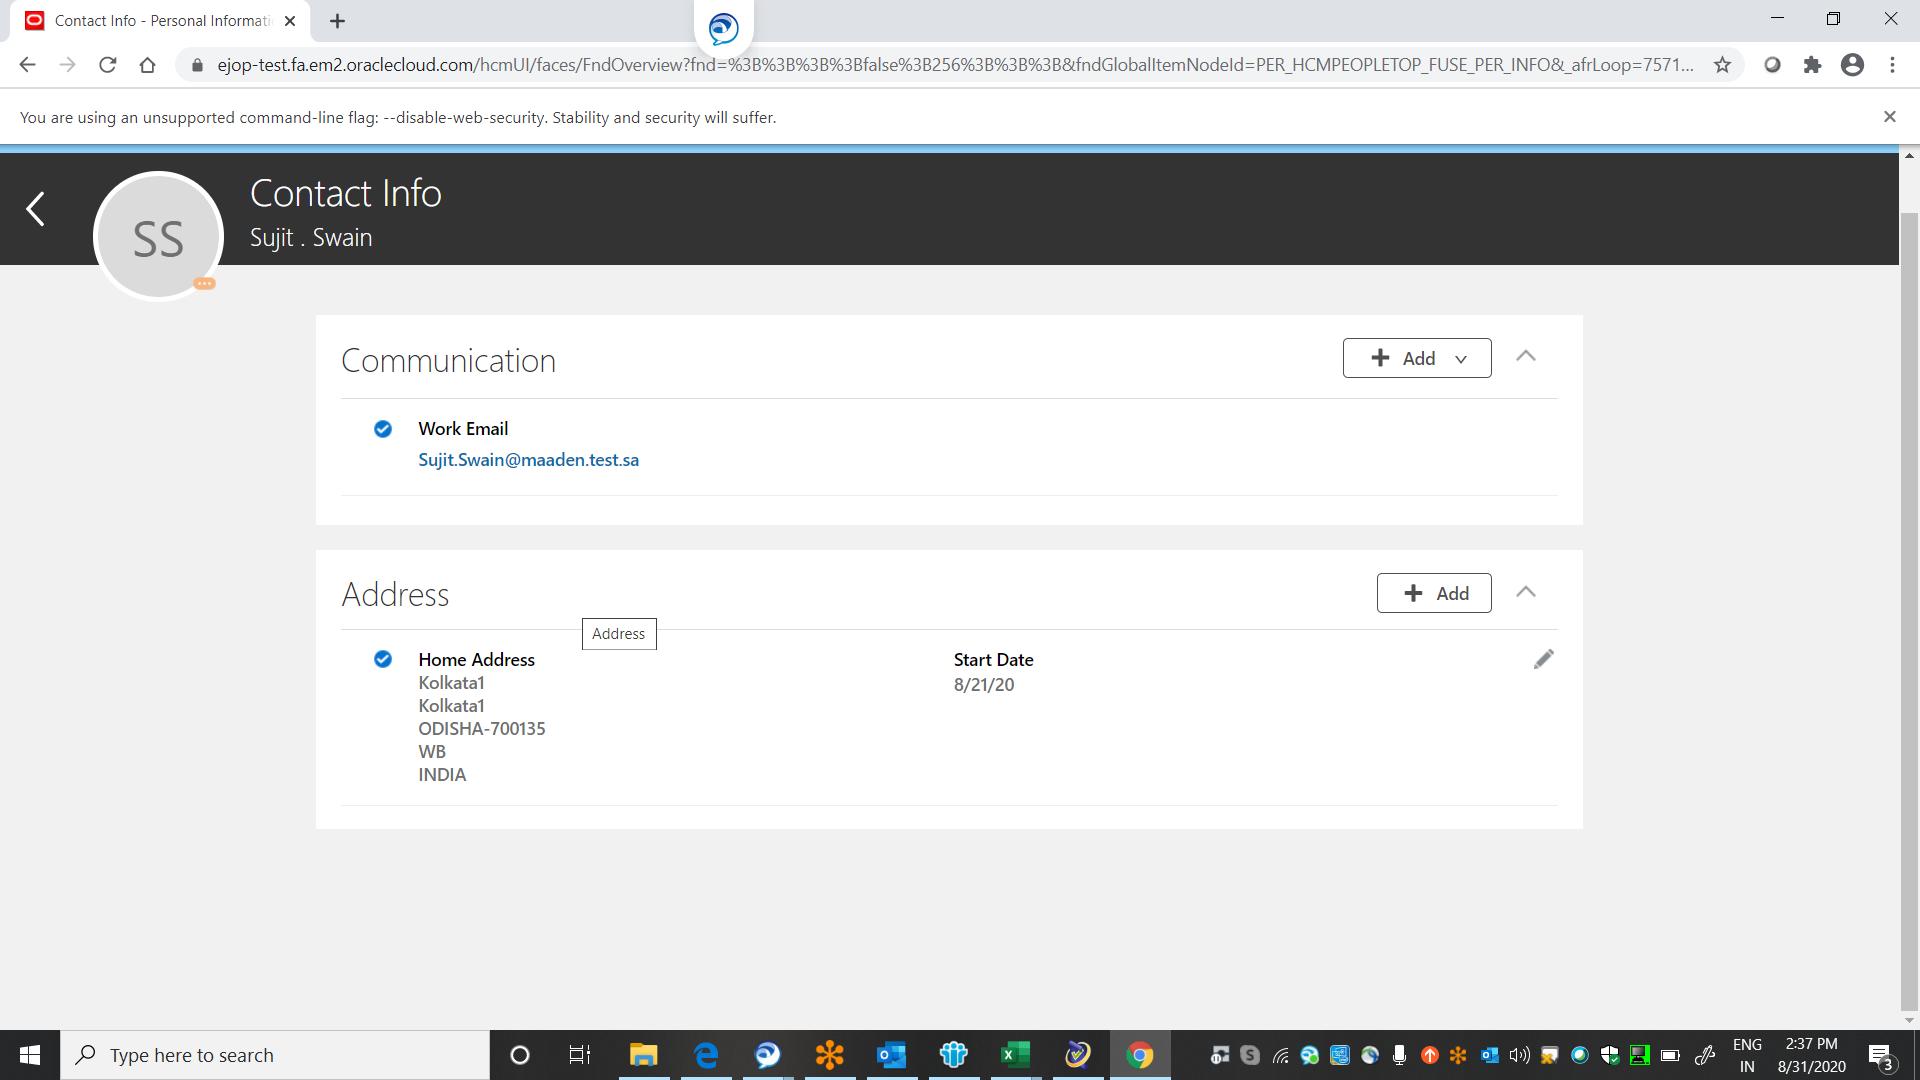 Contact Info - Personal Informati
ejop-test.fa.em2.oraclecloud.com/hcmUI/faces/FndOverview?fnd=%3B%3B%3B%3Bfalse%3B256%3B%3B%3B&fndGlobalItemNodeId=PER_HCMPEOPLETOP_FUSE_PER_INFO&_afrLoop=7571...
You are using an unsupported command-line flag: --disable-web-security. Stability and security will suffer.
SS
Contact Info
Sujit . Swain
Communication
Add
Work Email
Sujit.Swain@maaden.test.sa
Address
Add
Address
Home Address
Kolkata1
Kolkata1
ODISHA-700135
WB
INDIA
Start Date
8/21/20
Type here to search
ENG
IN
2:37 PM
8/31/2020
3